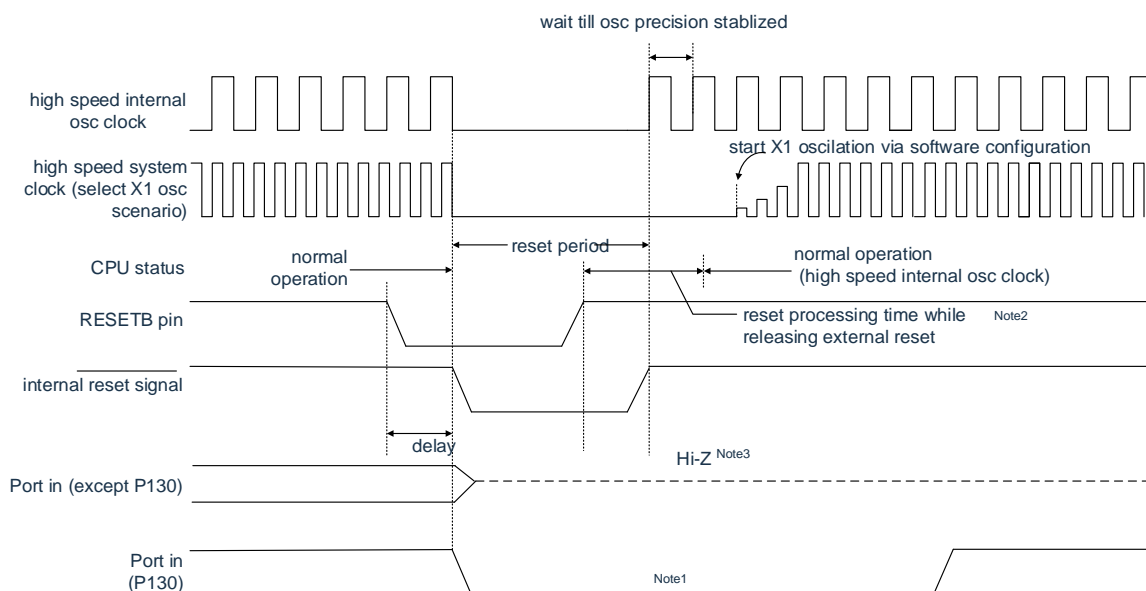 wait till osc precision stablized
high speed internal
osc clock
start X1 oscilation via software configuration
high speed system
clock (select X1 osc
scenario)
reset period
CPU status
normal
operation
normal operation
(high speed internal osc clock)
RESETB pin
reset processing time while Note2
releasing external reset
internal reset signal
delay
Hi-Z Note3
Port in (except P130)
Port in
(P130)
Note1